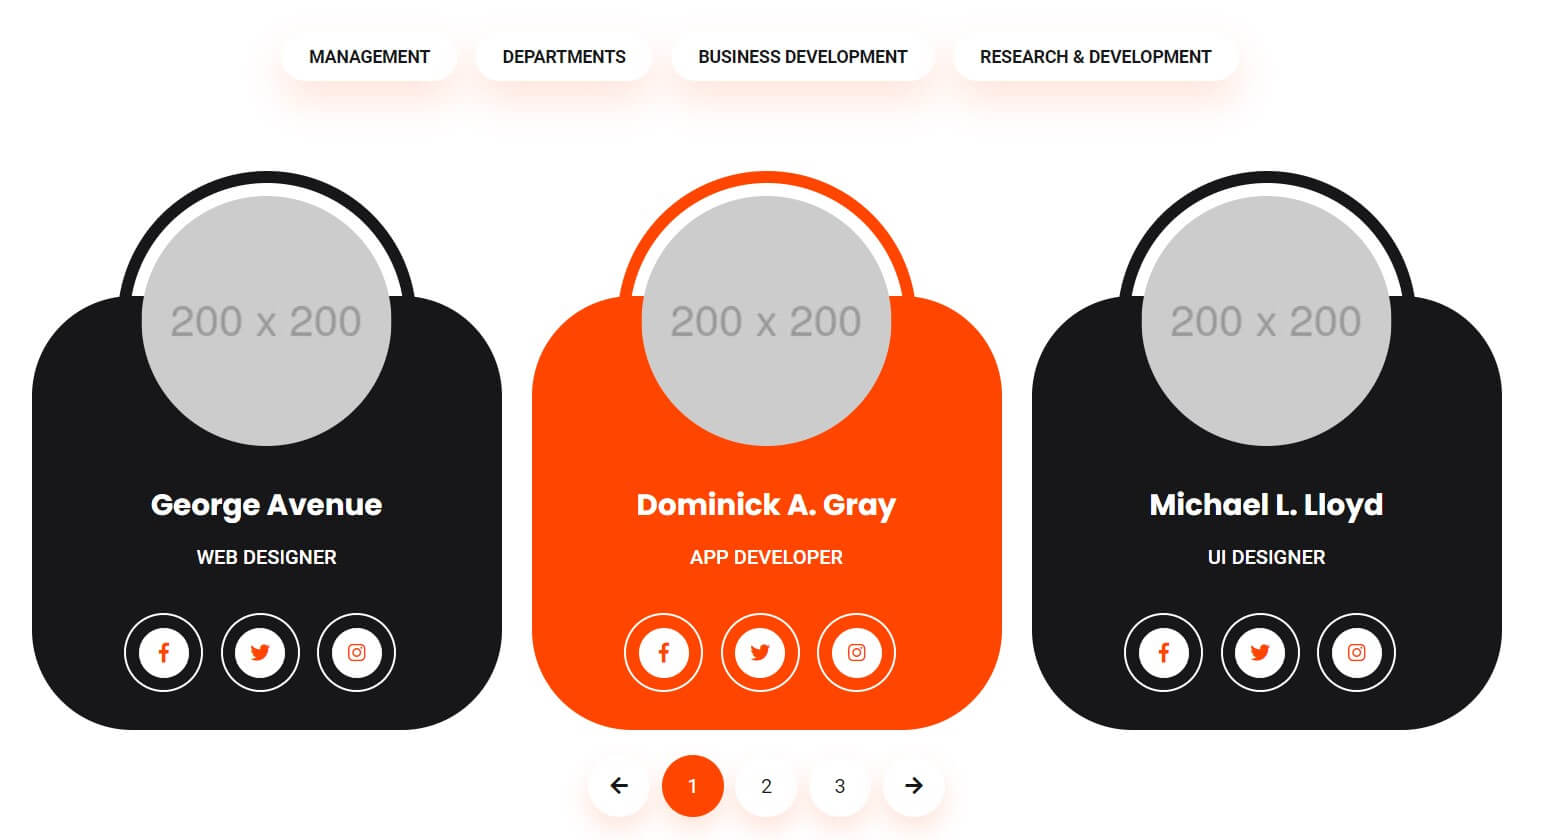 MANAGEMENT
DEPARTMENTS
BUSINESS DEVELOPMENT
RESEARCH & DEVELOPMENT
200 x 200
George Avenue
WEB DESIGNER
200 x 200
Dominick A. Gray
APP DEVELOPER
200 x 200
Michael L. Lloyd
UI DESIGNER
1
2
3